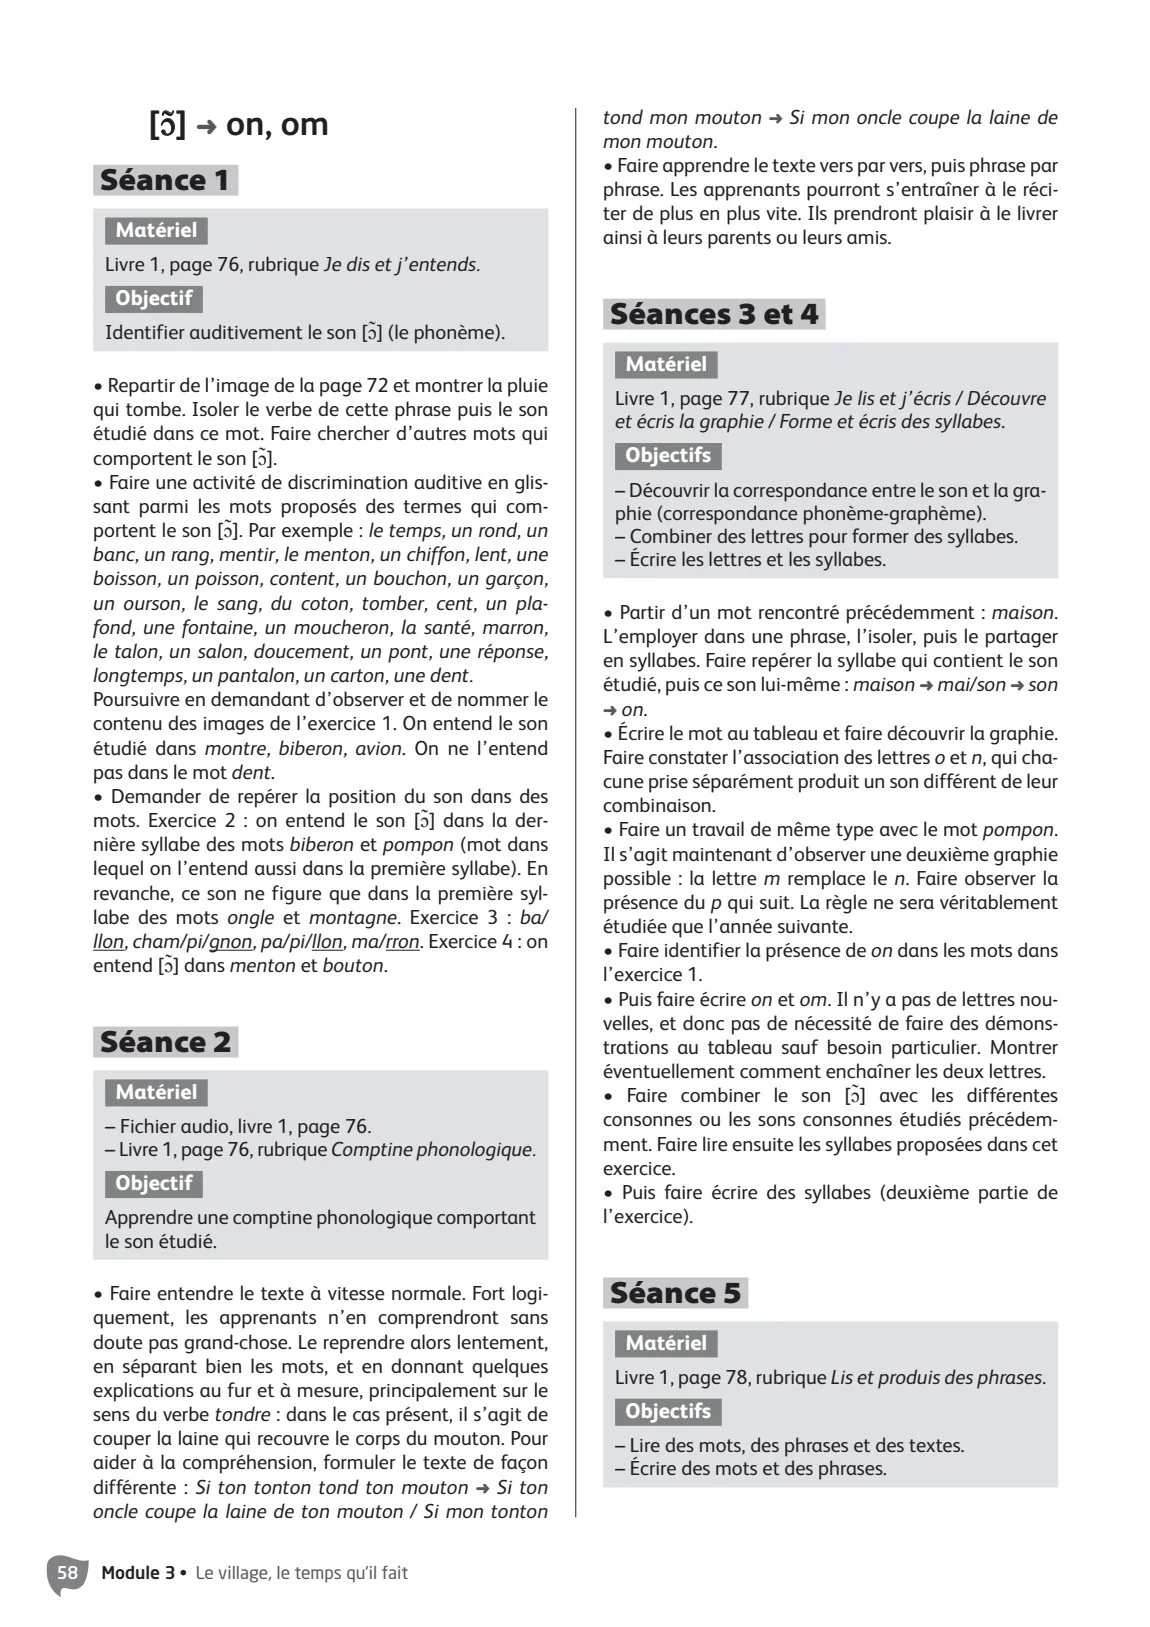 [ɔ̃] ➜ on, om
Séance 1
Matériel
Livre 1, page 76, rubrique Je dis et j’entends.
Objectif
Identifier auditivement le son [ɔ̃] (le phonème).
• Repartir de l’image de la page 72 et montrer la pluie
qui tombe. Isoler le verbe de cette phrase puis le son
étudié dans ce mot. Faire chercher d’autres mots qui
comportent le son [ɔ̃].
• Faire une activité de discrimination auditive en glis-
sant parmi les mots proposés des termes qui com-
portent le son [ɔ̃]. Par exemple : le temps, un rond, un
banc, un rang, mentir, le menton, un chiffon, lent, une
boisson, un poisson, content, un bouchon, un garçon,
un ourson, le sang, du coton, tomber, cent, un pla-
fond, une fontaine, un moucheron, la santé, marron,
le talon, un salon, doucement, un pont, une réponse,
longtemps, un pantalon, un carton, une dent.
Poursuivre en demandant d’observer et de nommer le
contenu des images de l’exercice 1. On entend le son
étudié dans montre, biberon, avion. On ne l’entend
pas dans le mot dent.
• Demander de repérer la position du son dans des
mots. Exercice 2 : on entend le son [ɔ̃] dans la der-
nière syllabe des mots biberon et pompon (mot dans
lequel on l’entend aussi dans la première syllabe). En
revanche, ce son ne figure que dans la première syl-
labe des mots ongle et montagne. Exercice 3 : ba/
llon, cham/pi/gnon, pa/pi/llon, ma/rron. Exercice 4 : on
entend [ɔ̃] dans menton et bouton.
Séance 2
Matériel
– Fichier audio, livre 1, page 76.
– Livre 1, page 76, rubrique Comptine phonologique.
Objectif
Apprendre une comptine phonologique comportant
le son étudié.
• Faire entendre le texte à vitesse normale. Fort logi-
quement, les apprenants n’en comprendront sans
doute pas grand-chose. Le reprendre alors lentement,
en séparant bien les mots, et en donnant quelques
explications au fur et à mesure, principalement sur le
sens du verbe tondre : dans le cas présent, il s’agit de
couper la laine qui recouvre le corps du mouton. Pour
aider à la compréhension, formuler le texte de façon
différente : Si ton tonton tond ton mouton ➜ Si ton
oncle coupe la laine de ton mouton / Si mon tonton
tond mon mouton ➜ Si mon oncle coupe la laine de
mon mouton.
• Faire apprendre le texte vers par vers, puis phrase par
phrase. Les apprenants pourront s’entraîner à le réci-
ter de plus en plus vite. Ils prendront plaisir à le livrer
ainsi à leurs parents ou leurs amis.
Séances 3 et 4
Matériel
Livre 1, page 77, rubrique Je lis et j’écris / Découvre
et écris la graphie / Forme et écris des syllabes.
Objectifs
– Découvrir la correspondance entre le son et la gra-
phie (correspondance phonème-graphème).
– Combiner des lettres pour former des syllabes.
– Écrire les lettres et les syllabes.
• Partir d’un mot rencontré précédemment : maison.
L’employer dans une phrase, l’isoler, puis le partager
en syllabes. Faire repérer la syllabe qui contient le son
étudié, puis ce son lui-même : maison ➜ mai/son ➜ son
➜ on.
• Écrire le mot au tableau et faire découvrir la graphie.
Faire constater l’association des lettres o et n, qui cha-
cune prise séparément produit un son différent de leur
combinaison.
• Faire un travail de même type avec le mot pompon.
Il s’agit maintenant d’observer une deuxième graphie
possible : la lettre m remplace le n. Faire observer la
présence du p qui suit. La règle ne sera véritablement
étudiée que l’année suivante.
• Faire identifier la présence de on dans les mots dans
l’exercice 1.
• Puis faire écrire on et om. Il n’y a pas de lettres nou-
velles, et donc pas de nécessité de faire des démons-
trations au tableau sauf besoin particulier. Montrer
éventuellement comment enchaîner les deux lettres.
• Faire combiner le son [ɔ̃] avec les différentes
consonnes ou les sons consonnes étudiés précédem-
ment. Faire lire ensuite les syllabes proposées dans cet
exercice.
• Puis faire écrire des syllabes (deuxième partie de
l’exercice).
Séance 5
Matériel
Livre 1, page 78, rubrique Lis et produis des phrases.
Objectifs
– Lire des mots, des phrases et des textes.
– Écrire des mots et des phrases.
58 Module 3 • Le village, le temps qu’il fait